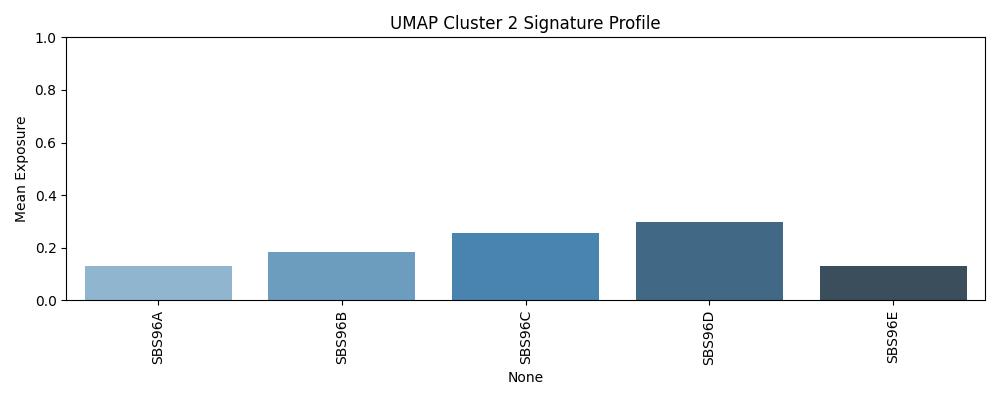 UMAP Cluster 2 Signature Profile
1.0
0.8
0.6
0.4
0.2
0.0
Mean Exposure
SBS96A
SBS96B
SBS96C
SBS96D
SBS96E
None